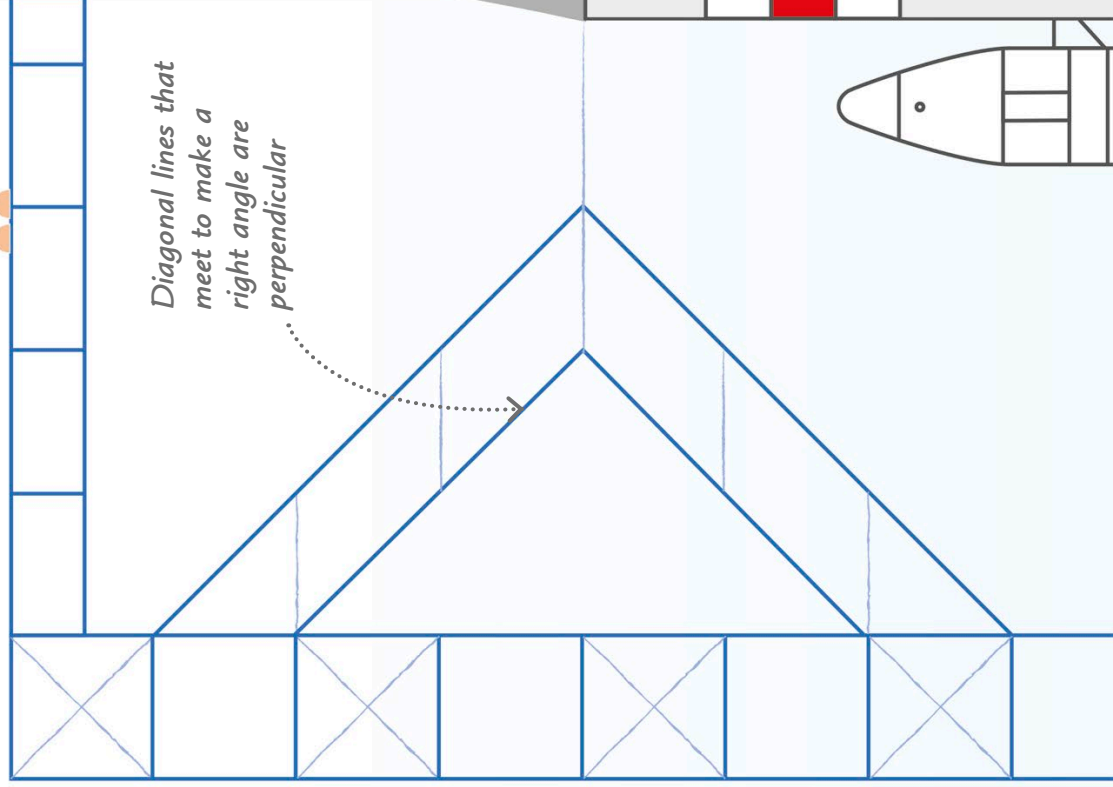 Diagonal lines that
meet to make a
right angle are
perpendicular